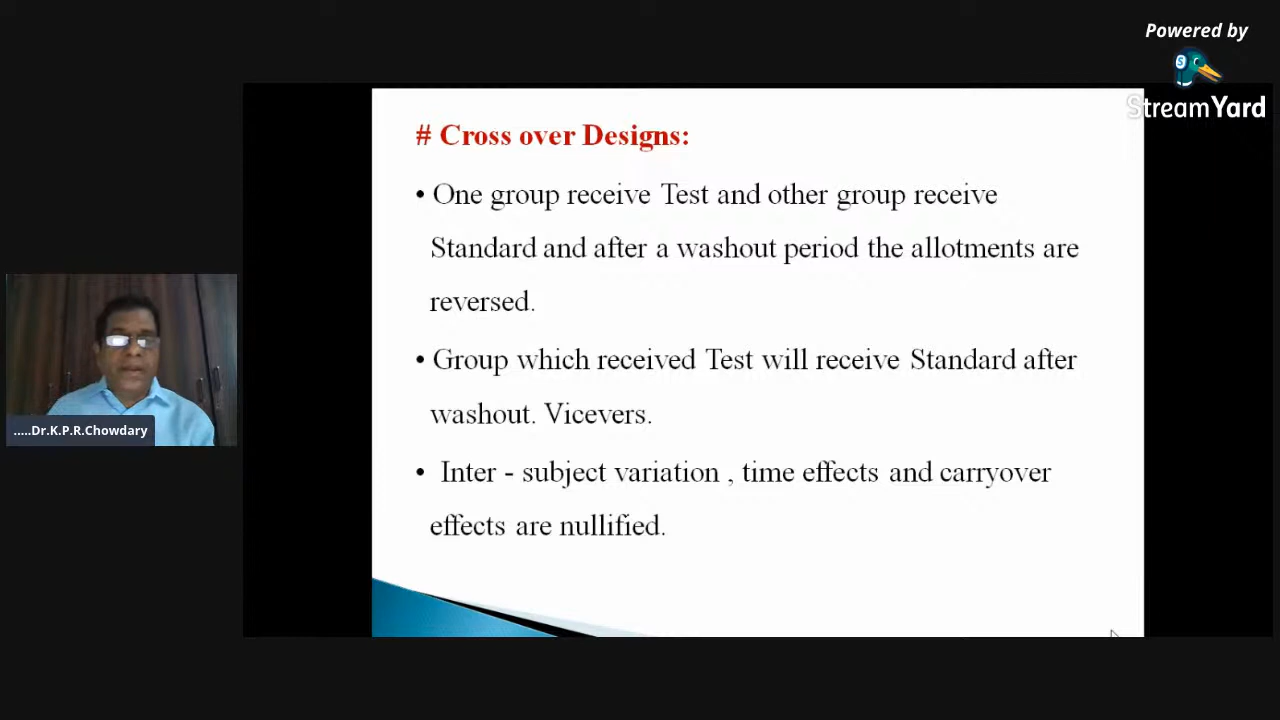 Powered by
StreamYard
# Cross over Designs:
• One group receive Test and other group receive
Standard and after a washout period the allotments are
reversed.
• Group which received Test will receive Standard after
washout. Vicevers.
• Inter - subject variation , time effects and carryover
effects are nullified.
.....Dr.K.P.R.Chowdary